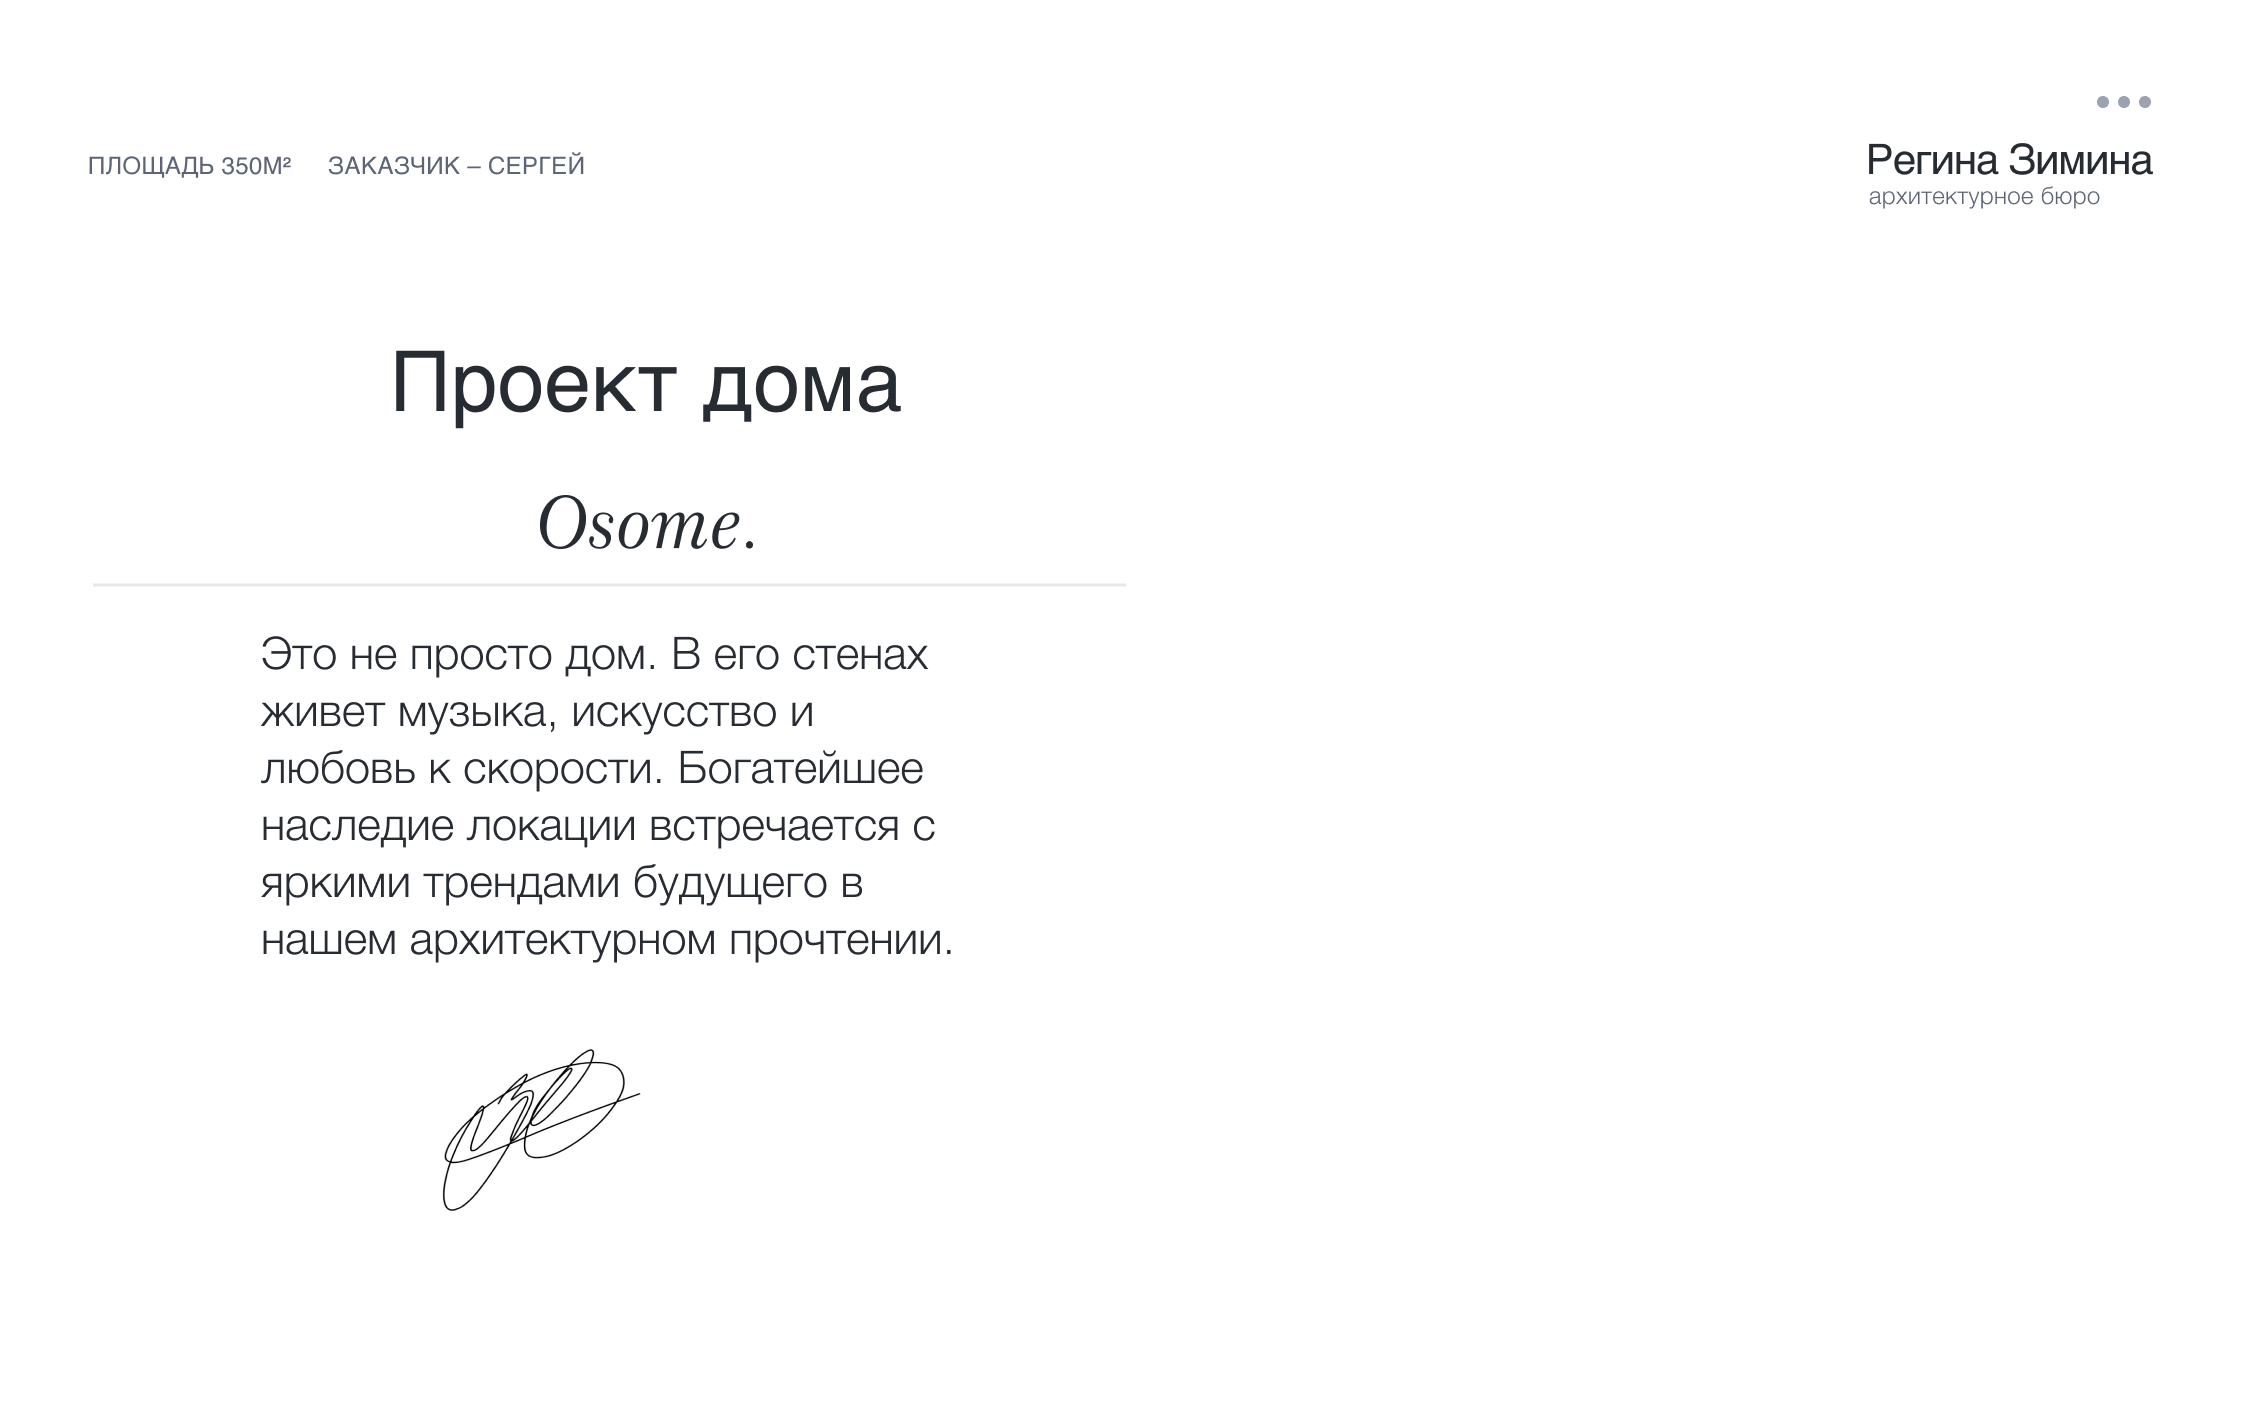 ПЛОЩАДЬ 350М² ЗАКАЗЧИК – СЕРГЕЙ
Регина Зимина
архитектурное бюро
Проект дома
Osome.
Это не просто дом. В его стенах
живет музыка, искусство и
любовь к скорости. Богатейшее
наследие локации встречается с
яркими трендами будущего в
нашем архитектурном прочтении.